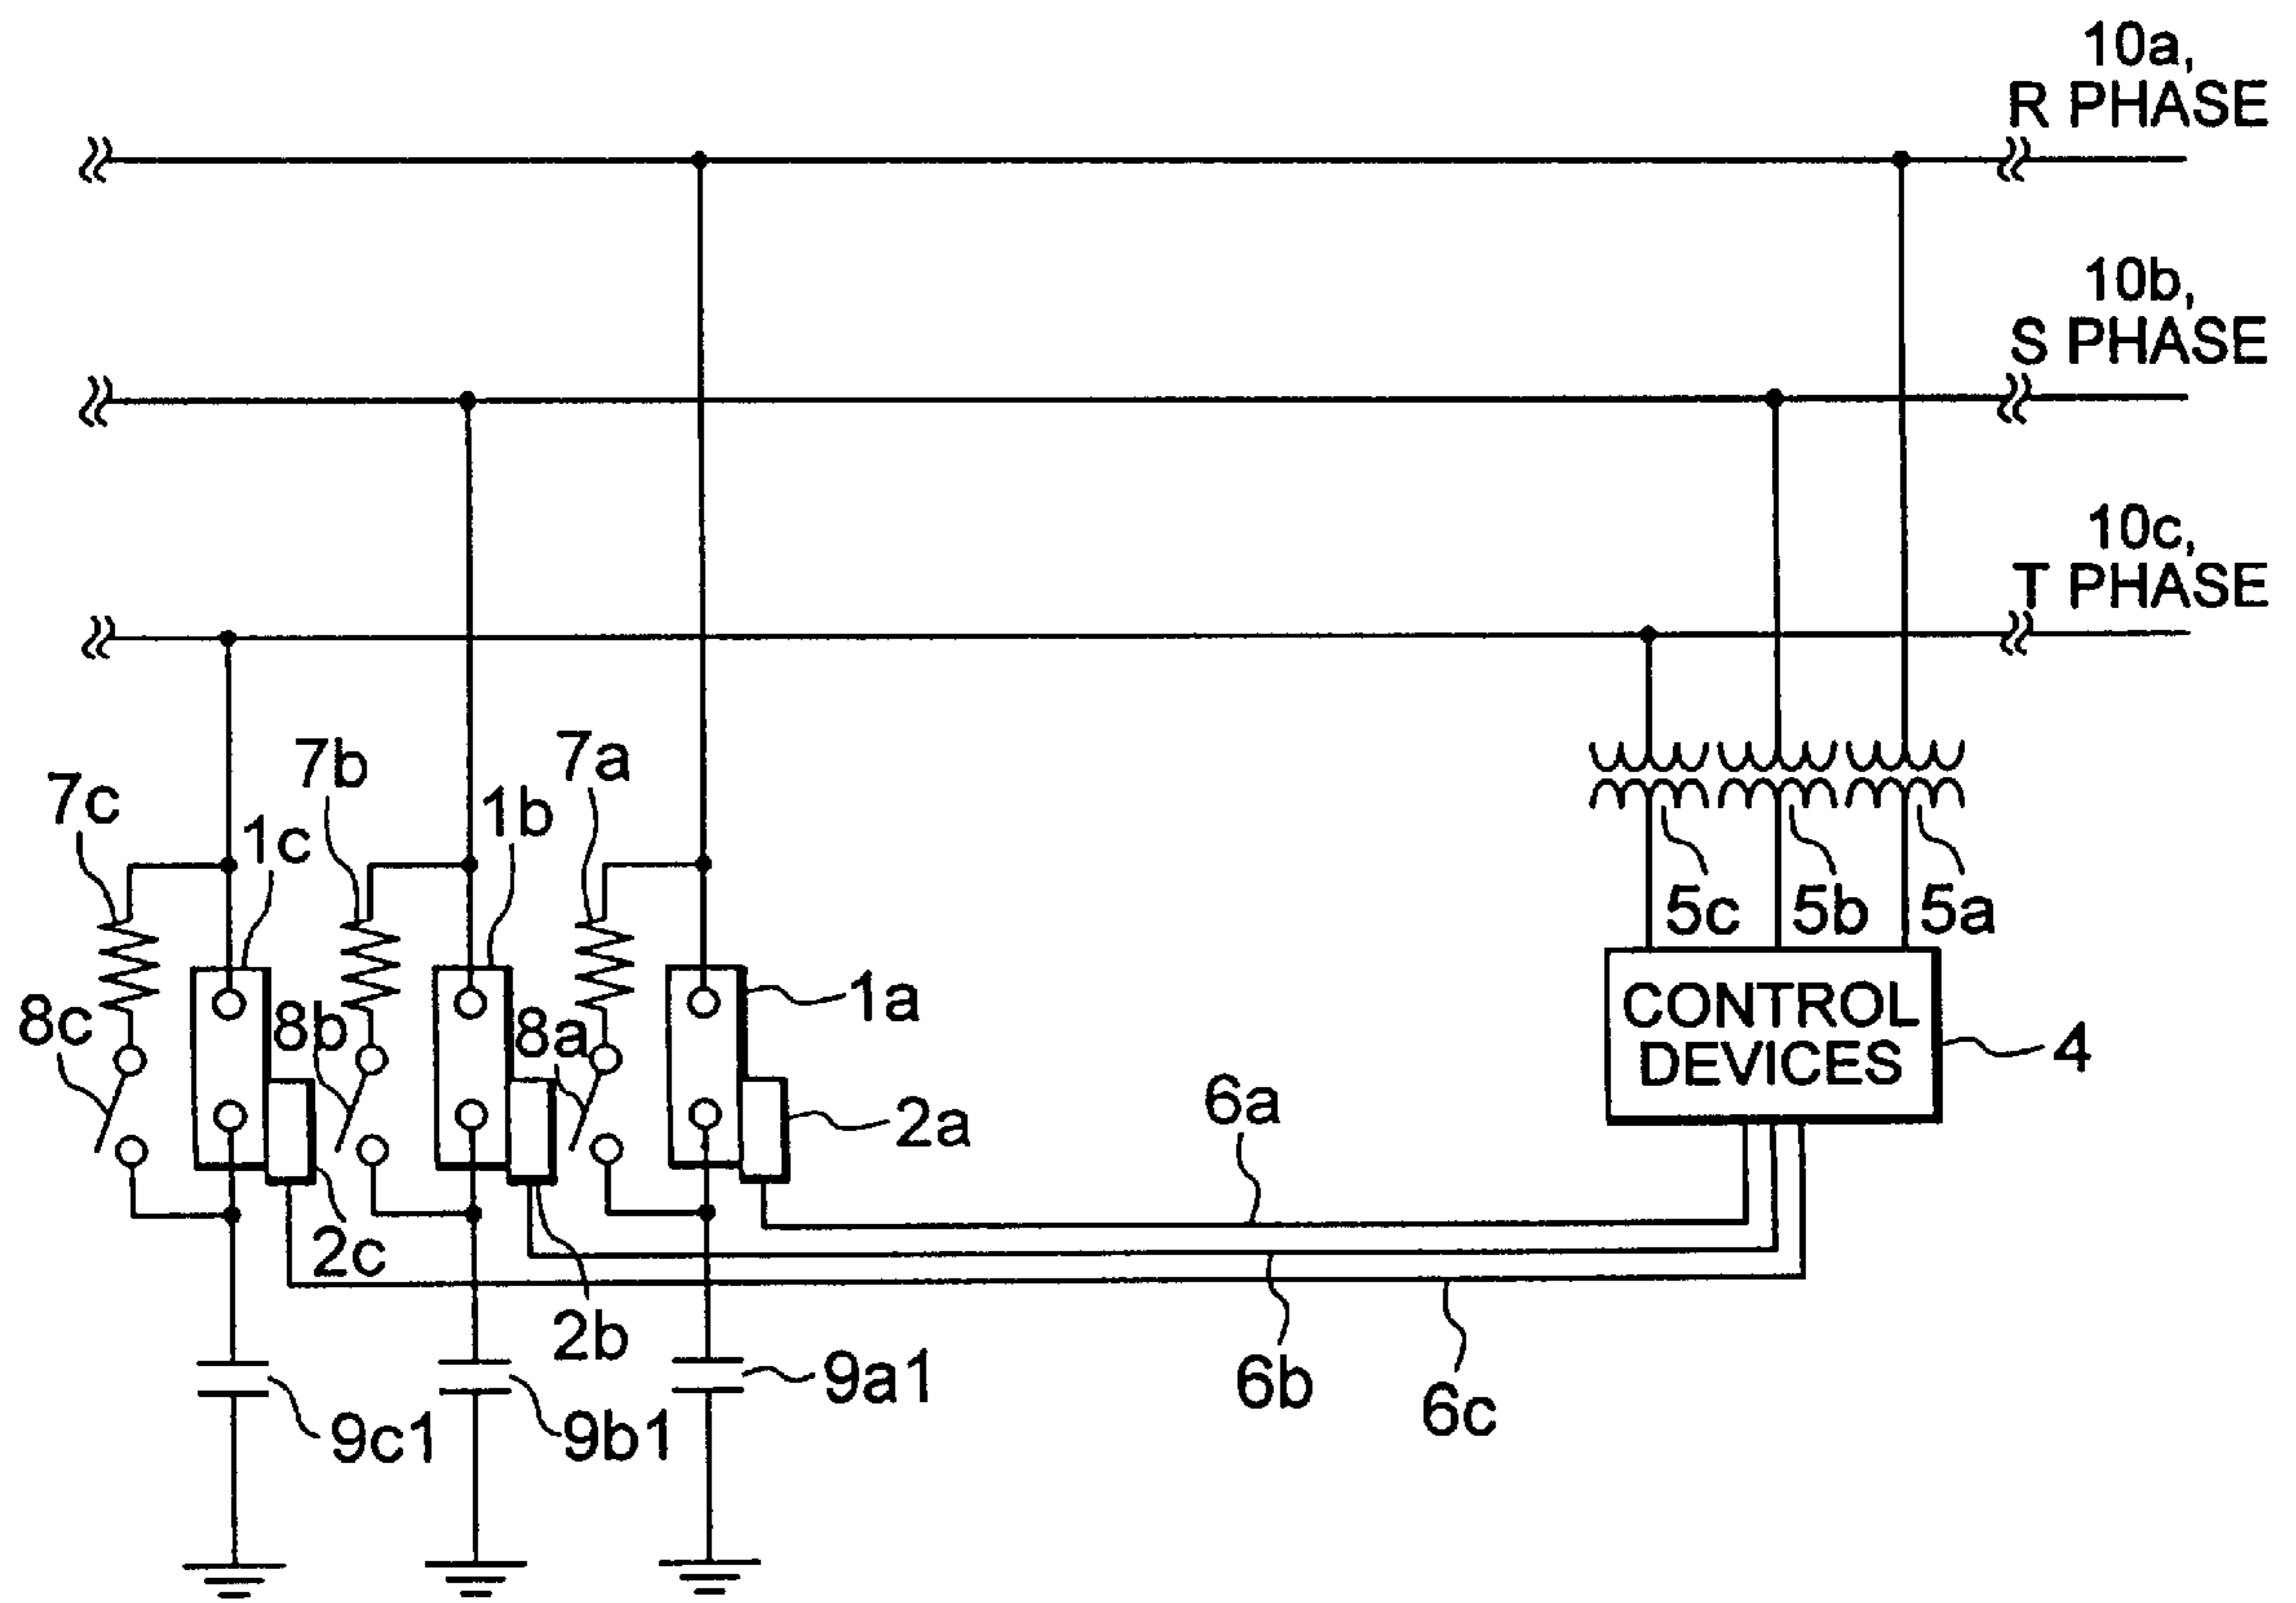 10a,
R PHASE
10b,
S PHASE
10c,
T PHASE
7c
7b
7a
1c
1b
5c
5b
5a
8c
8b
8a
1a
CONTROL
DEVICES
4
2a
6a
2c
2b
9a1
6b
6c
9c1
9b1